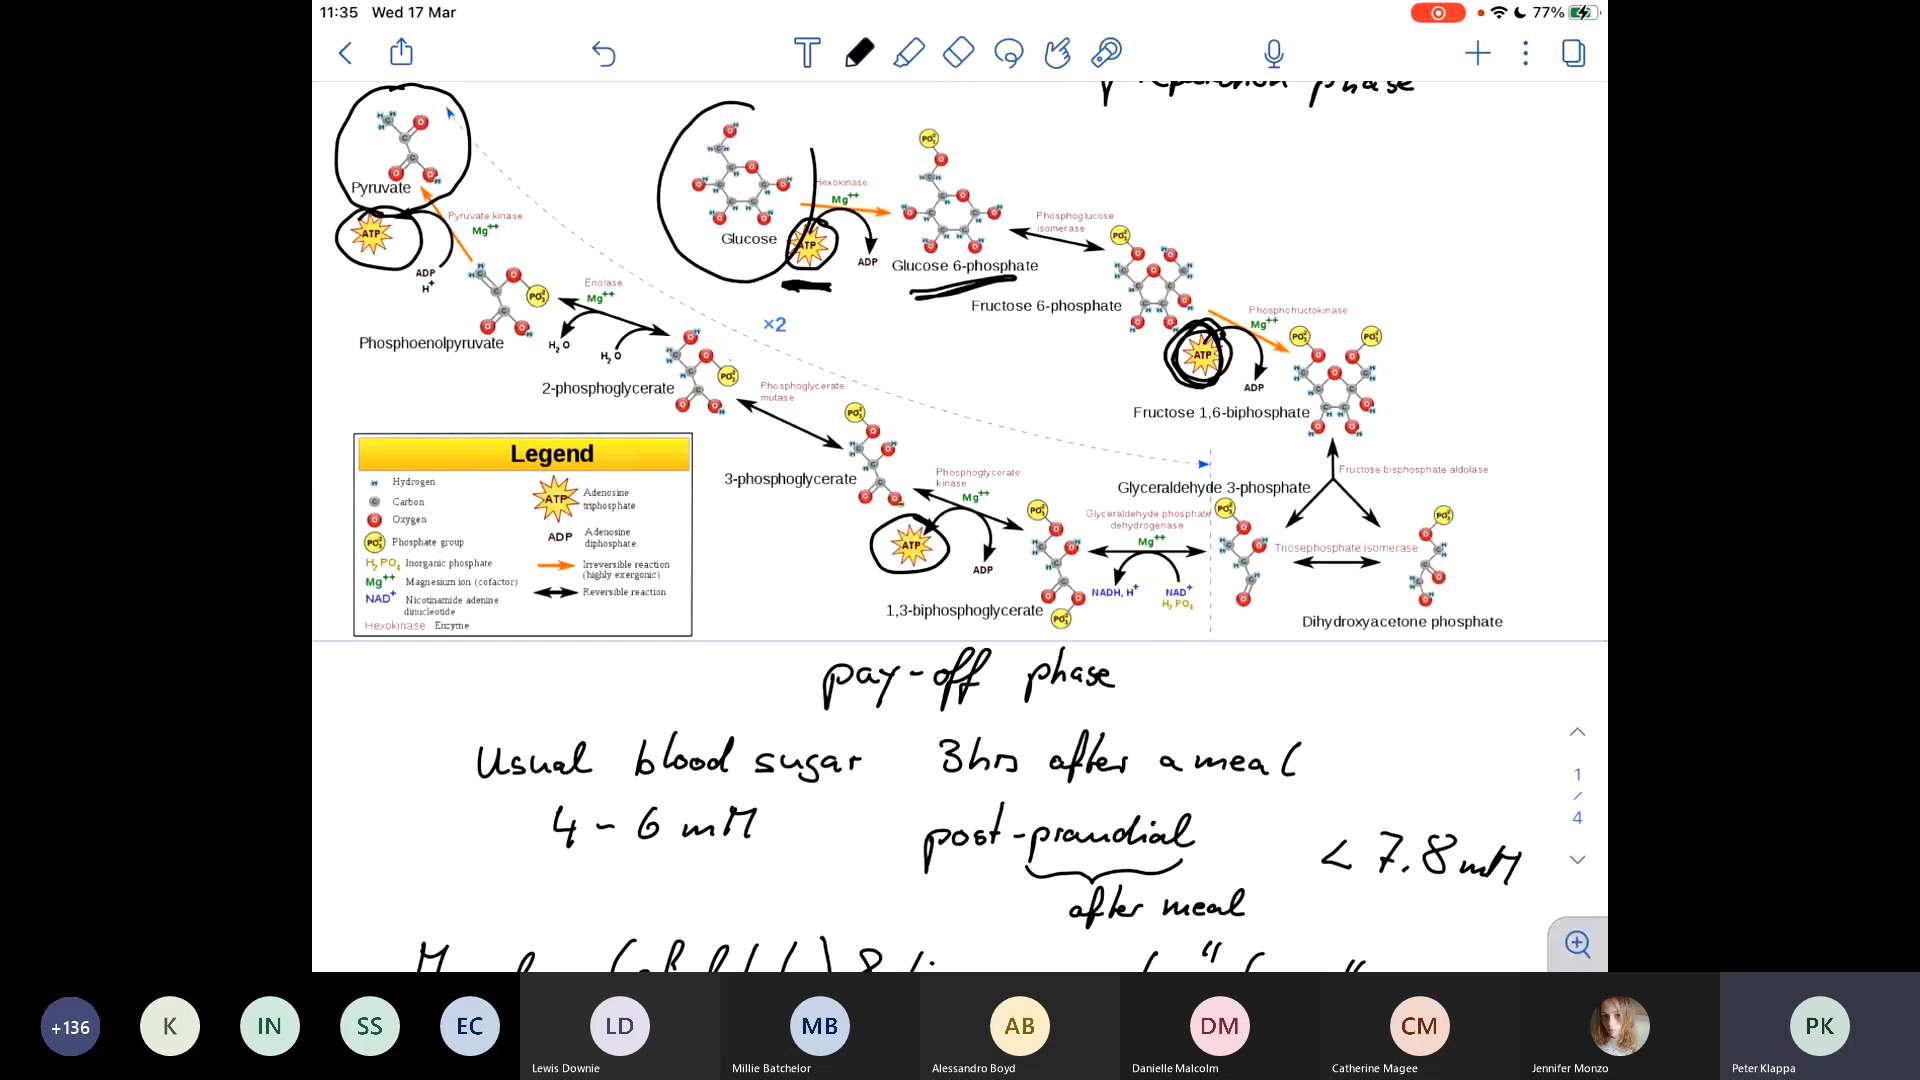 11:35 Wed 17 Mar
77%
preparation phase
Pyruvate
ATP
Pyruvate kinase
Mg++
ADP
H+
Phosphoenolpyruvate
Enolase
Mg++
H₂O
H₂O
2-phosphoglycerate
×2
Phosphoglycerate
mutase
3-phosphoglycerate
Phosphoglycerate
kinase
Mg++
ATP
ADP
1,3-biphosphoglycerate
Glyceraldehyde phosphate
dehydrogenase
Mg++
NADH, H+
NAD+
H₂PO₄
Glucose
Hexokinase
Mg++
ATP
ADP
Glucose 6-phosphate
Phosphoglucose
isomerase
Fructose 6-phosphate
Phosphofructokinase
Mg++
ATP
ADP
Fructose 1,6-biphosphate
Fructose bisphosphate aldolase
Glyceraldehyde 3-phosphate
Triosephosphate isomerase
Dihydroxyacetone phosphate
Legend
Hydrogen
Carbon
Oxygen
Phosphate group
H₂PO₄ Inorganic phosphate
Mg++ Magnesium ion (cofactor)
NAD+ Nicotinamide adenine
dinucleotide
Hexokinase Enzyme
ATP Adenosine
triphosphate
ADP Adenosine
diphosphate
Irreversible reaction
(highly exergonic)
Reversible reaction
pay-off phase
Usual blood sugar 3hrs after a meal
4 - 6 mM
post-prandial
< 7.8 mM
after meal
1
/
4
+136
K
IN
SS
EC
LD
MB
AB
DM
CM
PK
Lewis Downie
Millie Batchelor
Alessandro Boyd
Danielle Malcolm
Catherine Magee
Jennifer Monzo
Peter Klappa